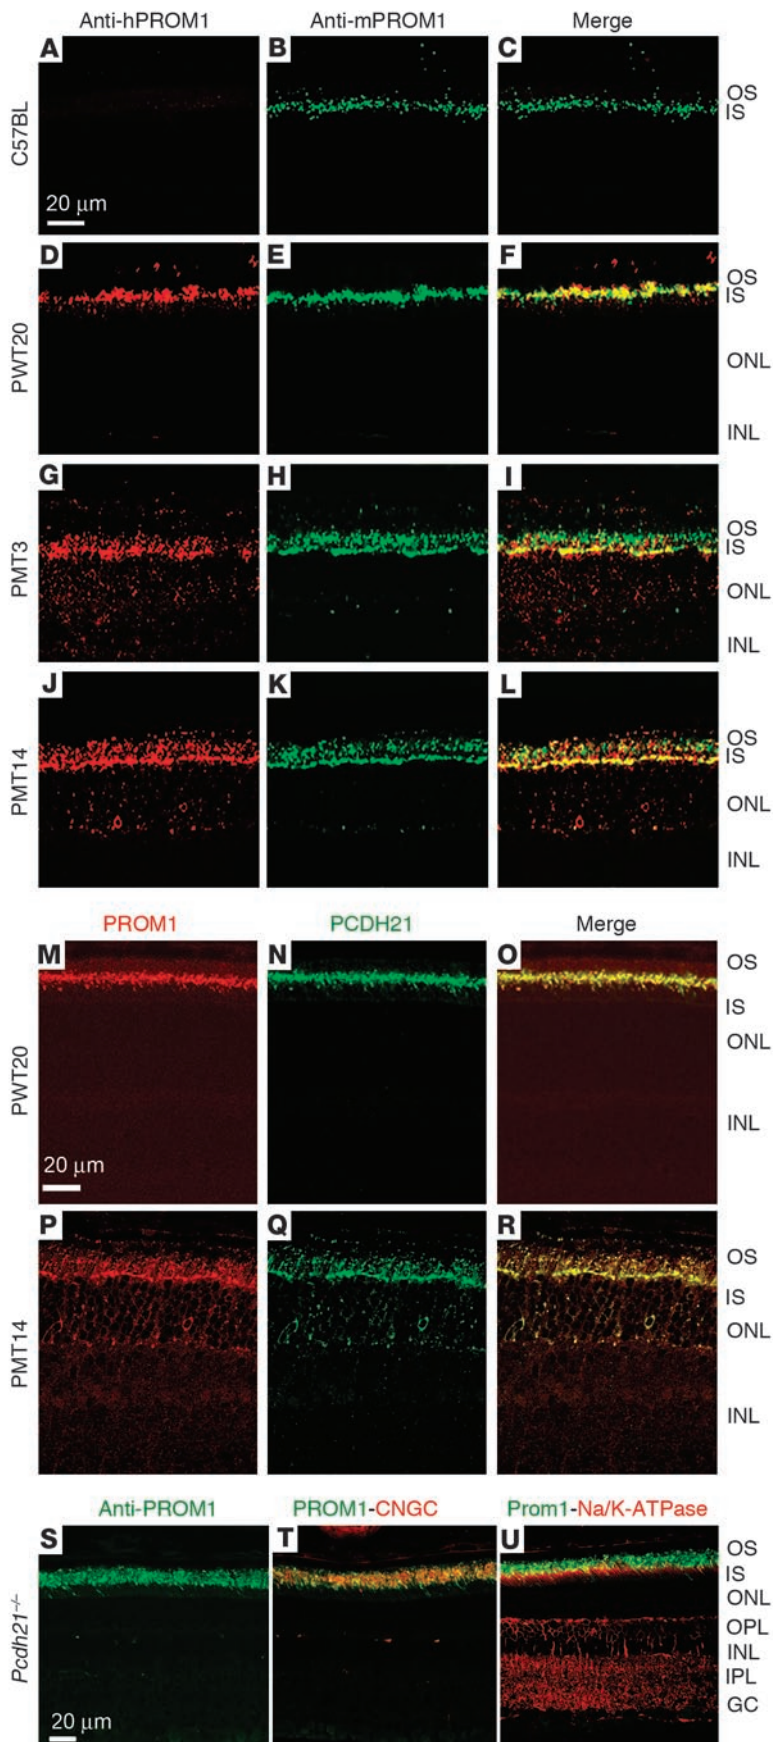 Anti-hPROM1 Anti-mPROM1 Merge
A B C
C57BL
OS
IS
20 μm
D E F
PWT20
OS
IS
ONL
INL
G H I
PMT3
OS
IS
ONL
INL
J K L
PMT14
OS
IS
ONL
INL
PROM1 PCDH21 Merge
M N O
PWT20
OS
IS
ONL
INL
20 μm
P Q R
PMT14
OS
IS
ONL
INL
Anti-PROM1 PROM1-CNGC Prom1-Na/K-ATPase
S T U
Pcdh21-/-
OS
IS
ONL
OPL
INL
IPL
GC
20 μm